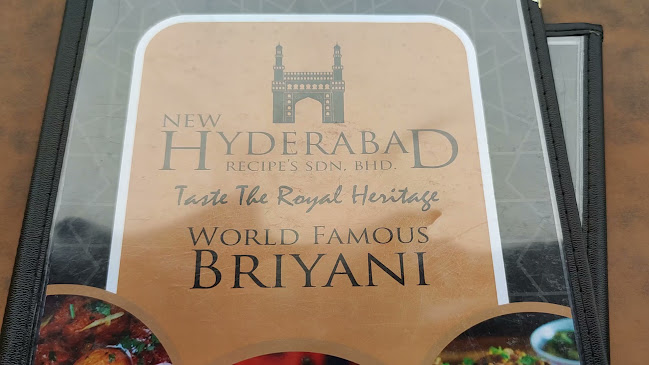 NEW
HYDERABAD
RECIPE'S SDN. BHD.
Taste The Royal Heritage
WORLD FAMOUS
BRIYANI